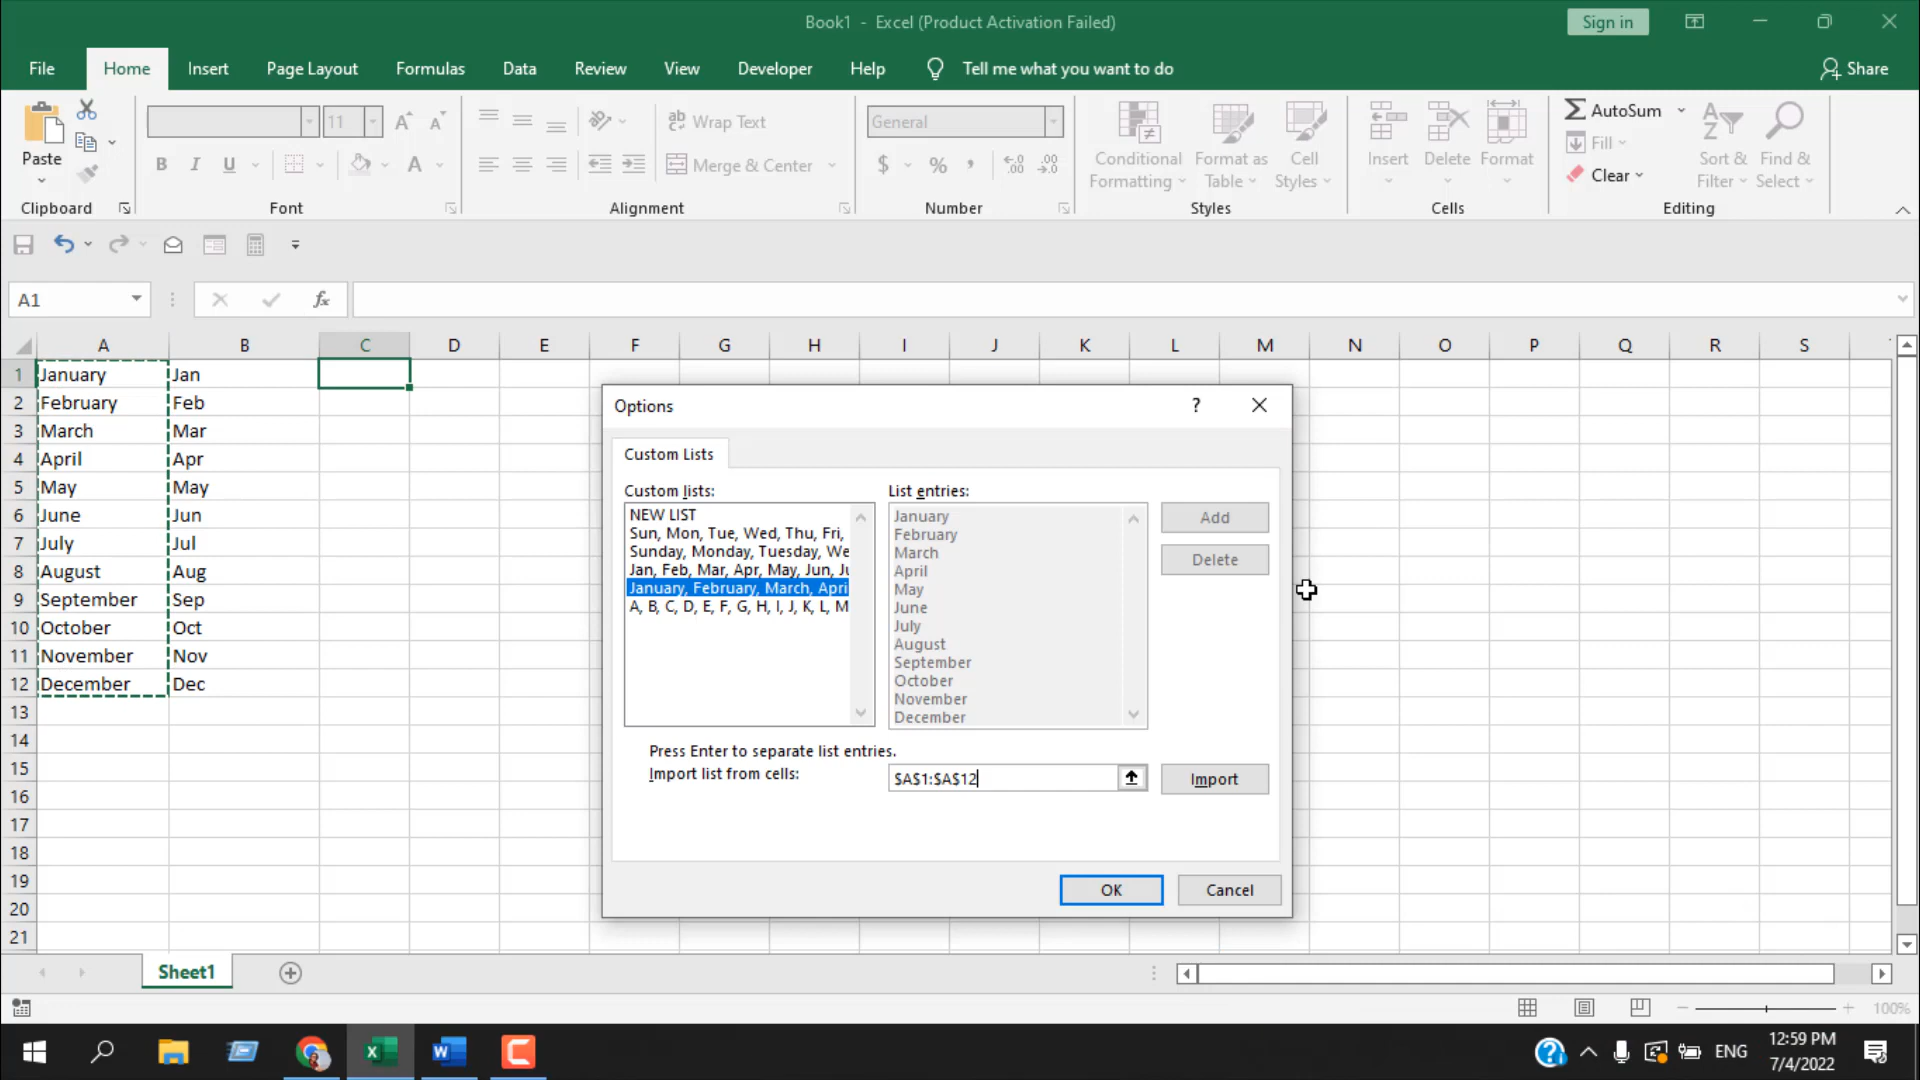 Book1 - Excel (Product Activation Failed)
Sign in
File
Home
Insert
Page Layout
Formulas
Data
Review
View
Developer
Help
Tell me what you want to do
Share
Paste
11
Wrap Text
Merge & Center
General
Conditional Formatting
Format as Table
Cell Styles
Insert
Delete
Format
AutoSum
Fill
Clear
Sort & Filter
Find & Select
Clipboard
Font
Alignment
Number
Styles
Cells
Editing
A1
fx
A B C D E F G H I J K L M N O P Q R S
1 January Jan
2 February Feb
3 March Mar
4 April Apr
5 May May
6 June Jun
7 July Jul
8 August Aug
9 September Sep
10 October Oct
11 November Nov
12 December Dec
13
14
15
16
17
18
19
20
21
Options
?
Custom Lists
Custom lists:
NEW LIST
Sun, Mon, Tue, Wed, Thu, Fri,
Sunday, Monday, Tuesday, We
Jan, Feb, Mar, Apr, May, Jun, Ju
January, February, March, Apri
A, B, C, D, E, F, G, H, I, J, K, L, M
List entries:
January
February
March
April
May
June
July
August
September
October
November
December
Add
Delete
Press Enter to separate list entries.
Import list from cells:
$A$1:$A$12
Import
OK
Cancel
Sheet1
100%
ENG
12:59 PM
7/4/2022